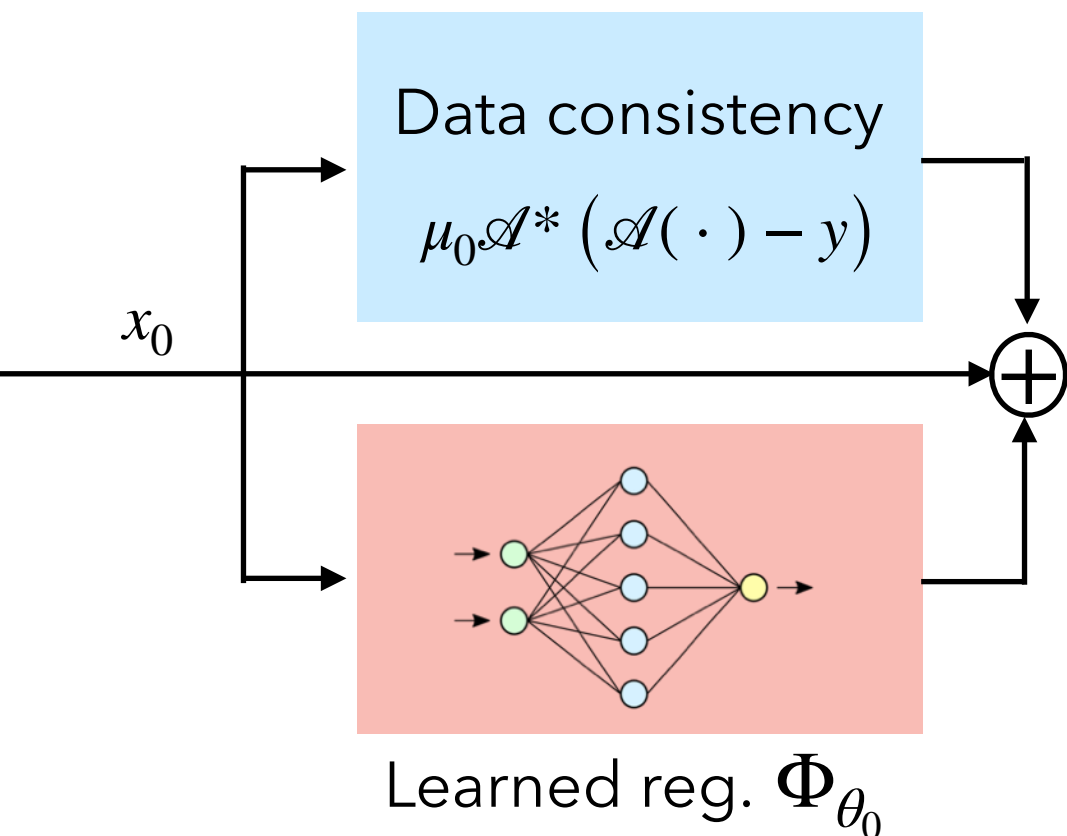 Data consistency
μ₀𝒜* (𝒜( · ) − y)
x₀
+
Learned reg. Φ_θ₀